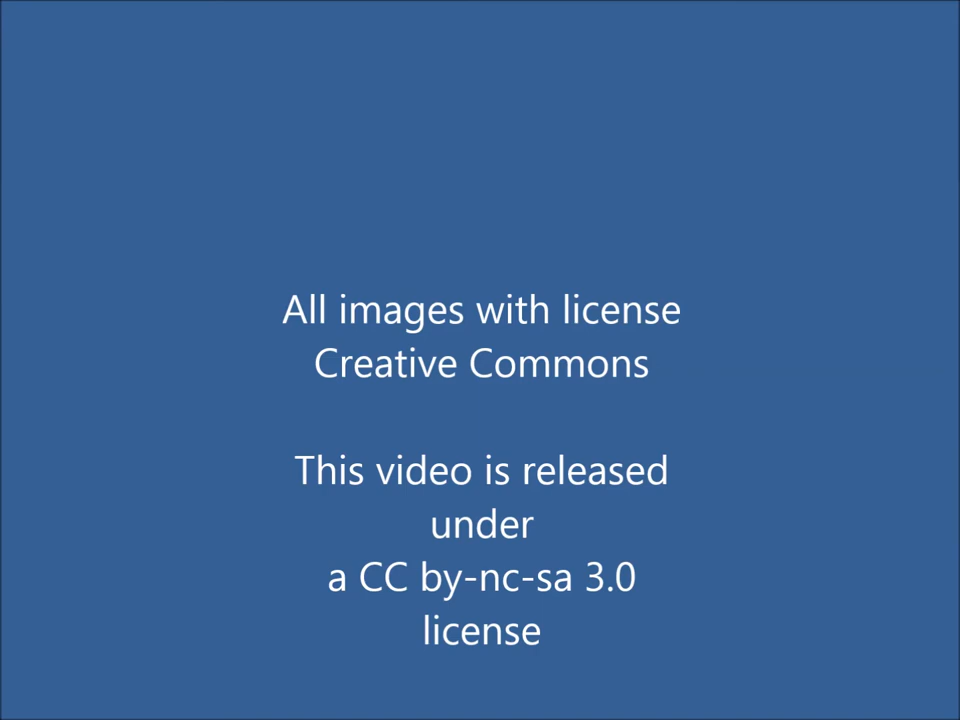 All images with license
Creative Commons
This video is released
under
a CC by-nc-sa 3.0
license